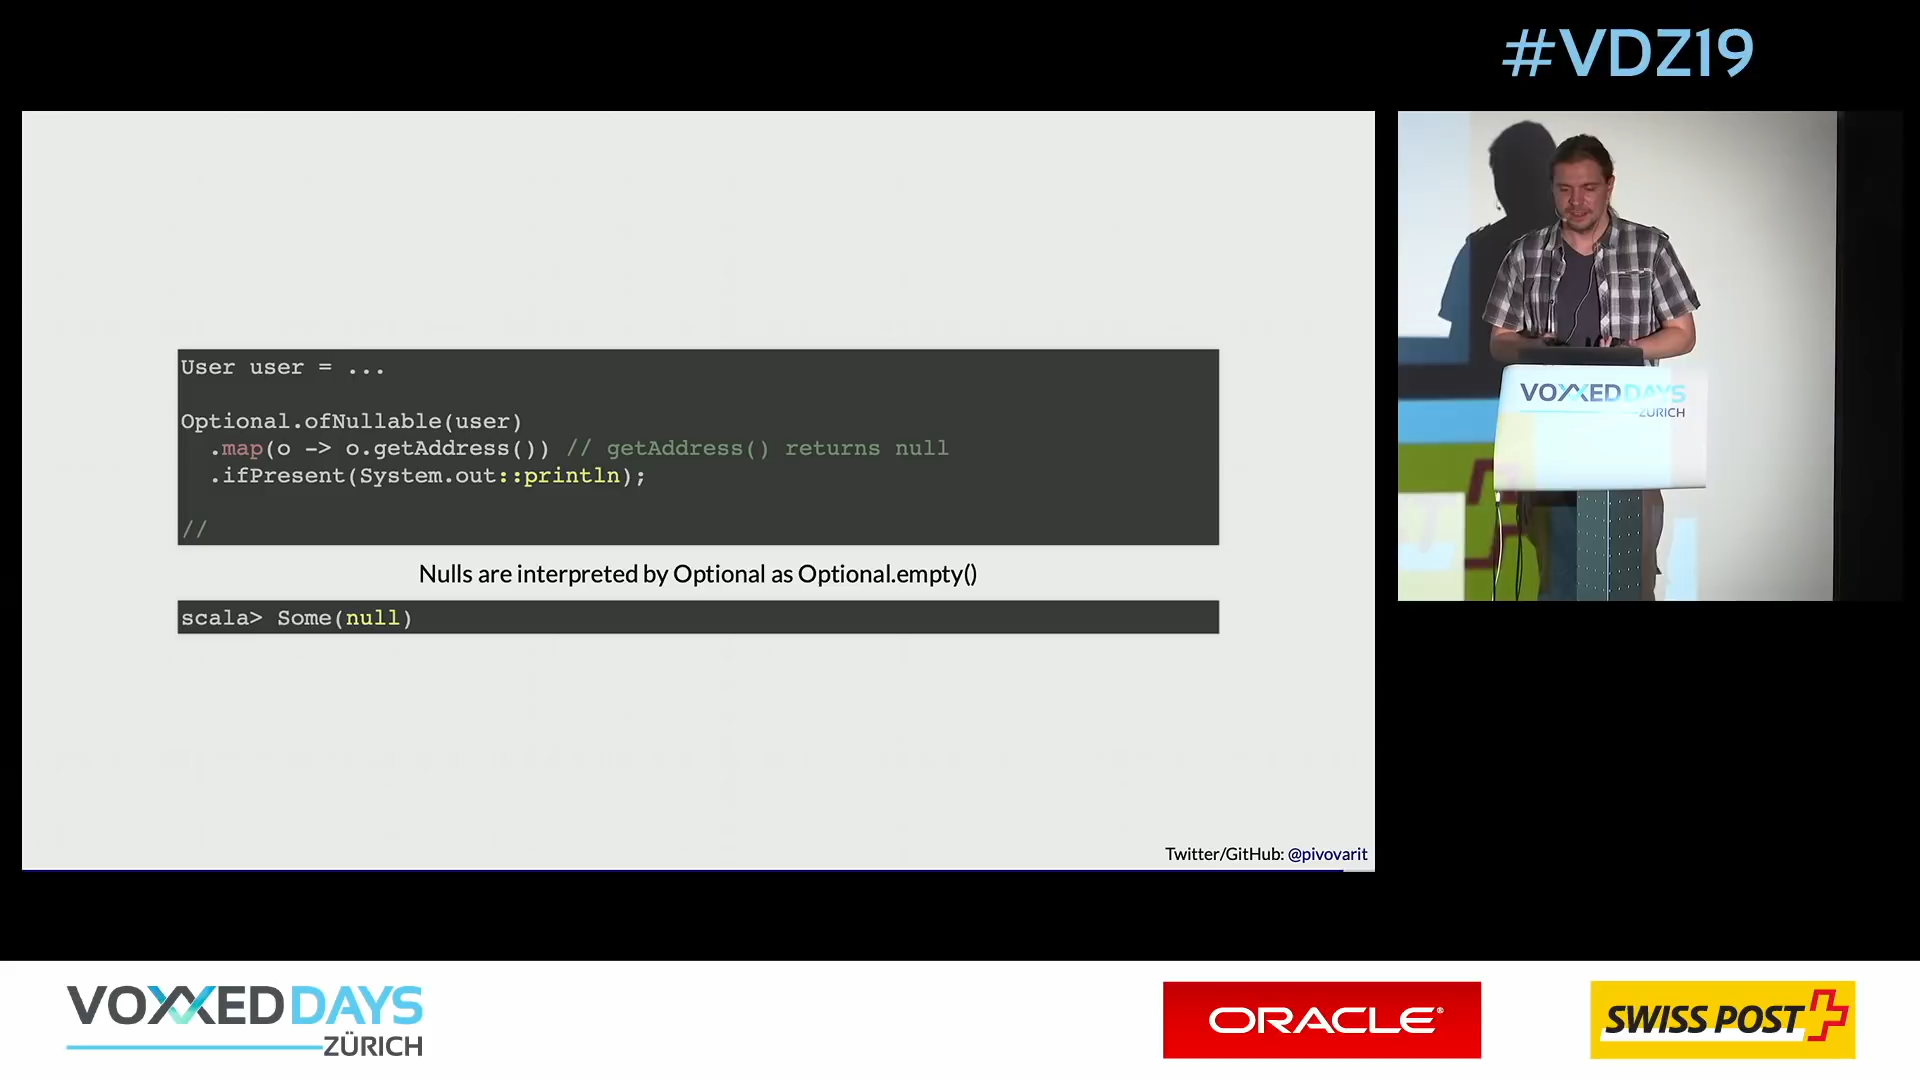 #VDZ19
User user = ...
Optional.ofNullable(user)
.map(o -> o.getAddress()) // getAddress() returns null
.ifPresent(System.out::println);
//
Nulls are interpreted by Optional as Optional.empty()
scala> Some(null)
Twitter/GitHub: @pivovarit
VOXXED DAYS
ZÜRICH
VOXXED DAYS
ZÜRICH
ORACLE®
SWISS POST